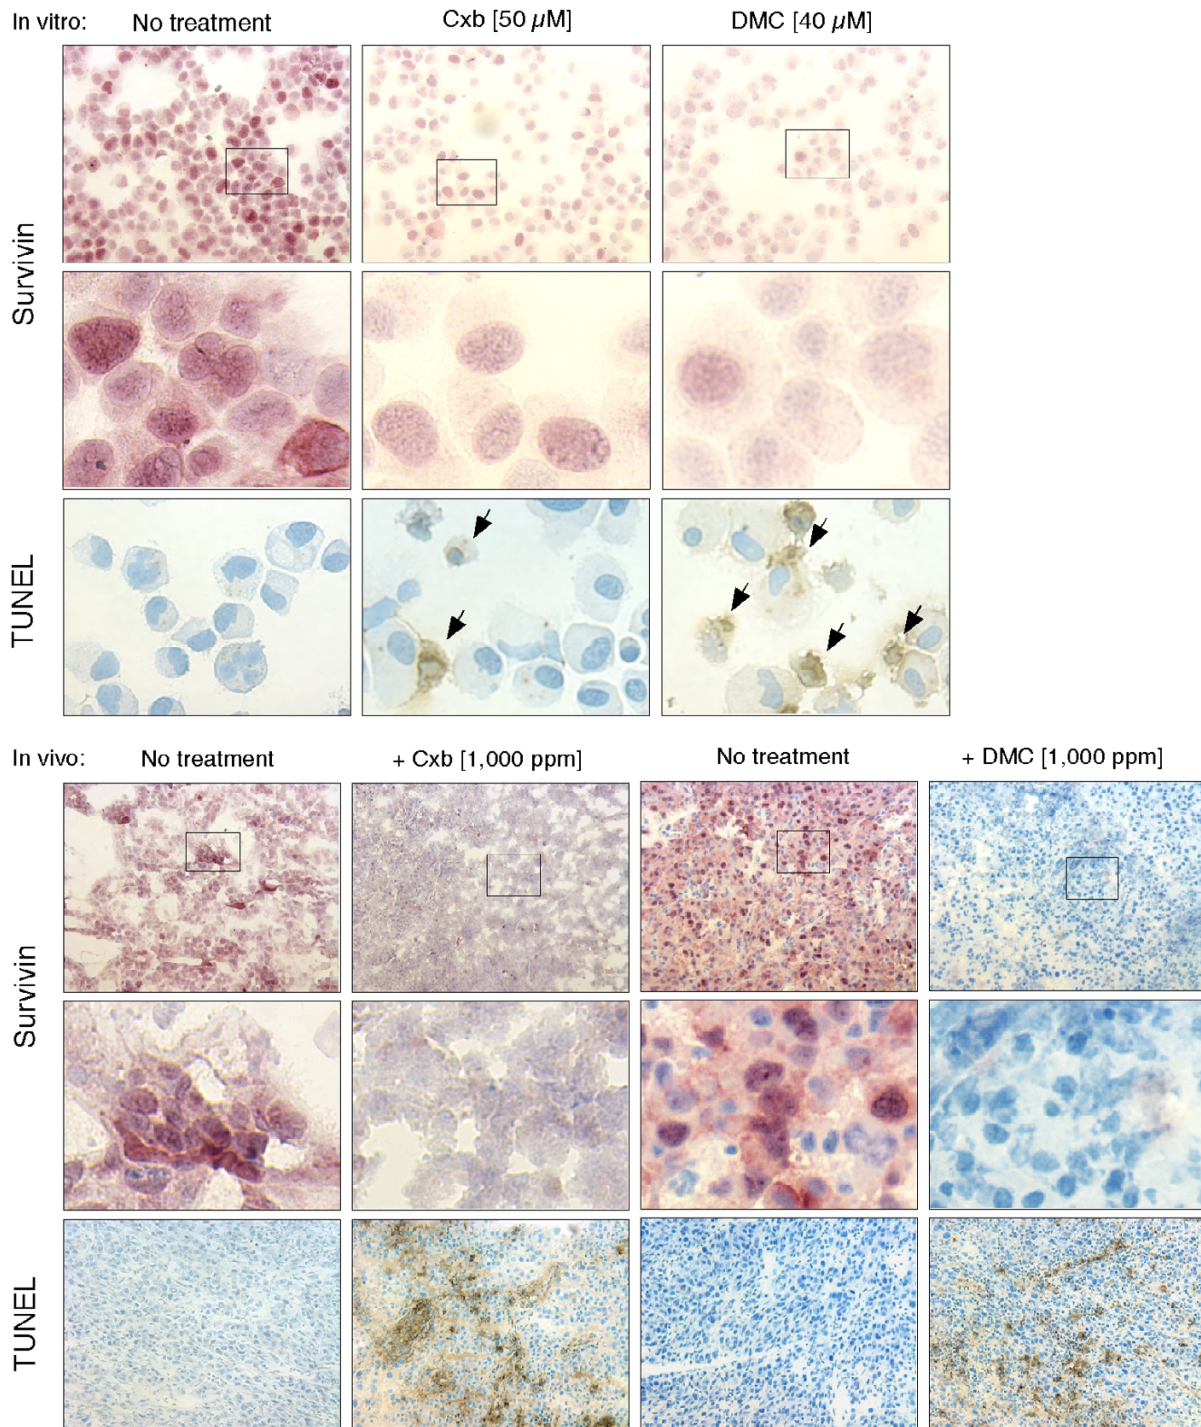 In vitro: No treatment Cxb [50 µM] DMC [40 µM]
Survivin
TUNEL
In vivo: No treatment + Cxb [1,000 ppm] No treatment + DMC [1,000 ppm]
Survivin
TUNEL